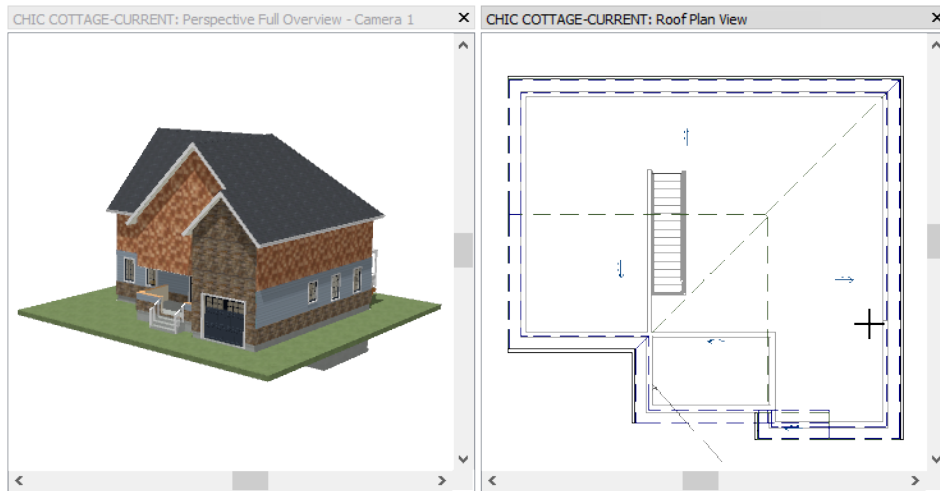 CHIC COTTAGE-CURRENT: Perspective Full Overview - Camera 1
CHIC COTTAGE-CURRENT: Roof Plan View